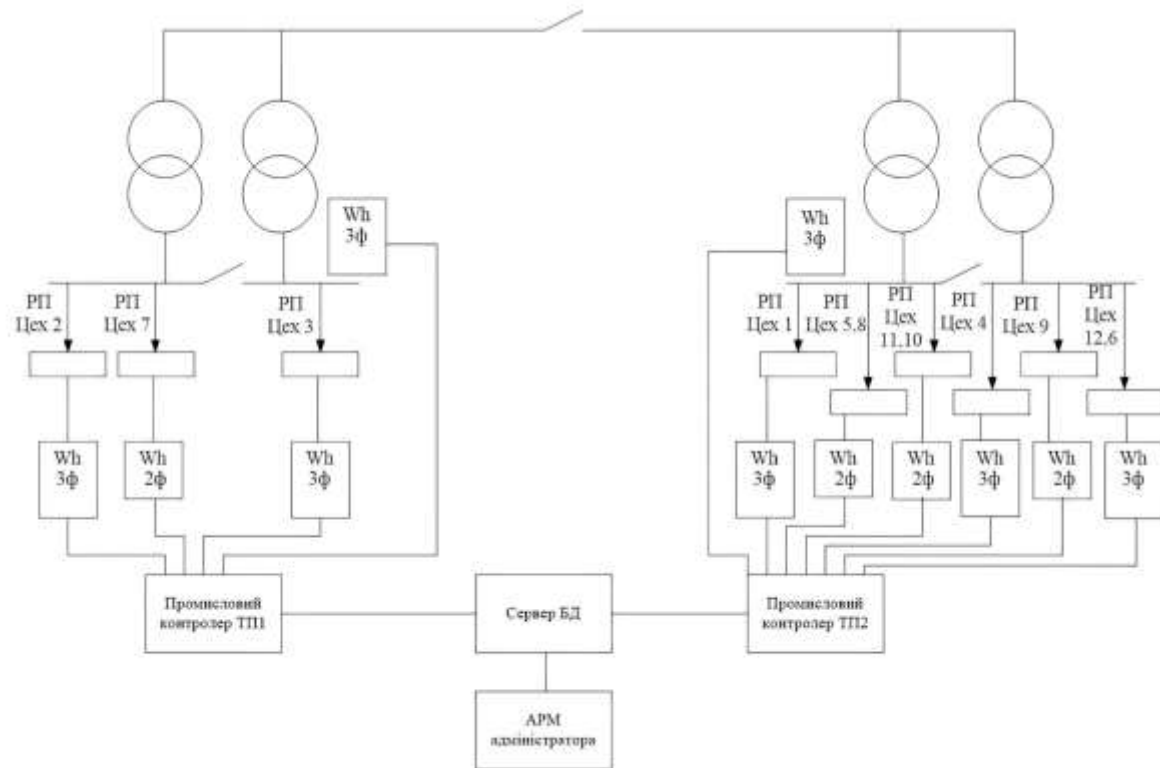 Wh
3ф
Wh
3ф
РП
Цех 2
РП
Цех 7
РП
Цех 3
РП
Цех 1
РП
Цех 5,8
РП
Цех
11,10
РП
Цех 4
РП
Цех 9
РП
Цех
12,6
Wh
3ф
Wh
2ф
Wh
3ф
Wh
3ф
Wh
2ф
Wh
2ф
Wh
3ф
Wh
2ф
Wh
3ф
Промисловий
контролер ТП1
Сервер БД
Промисловий
контролер ТП2
АРМ
адміністратора